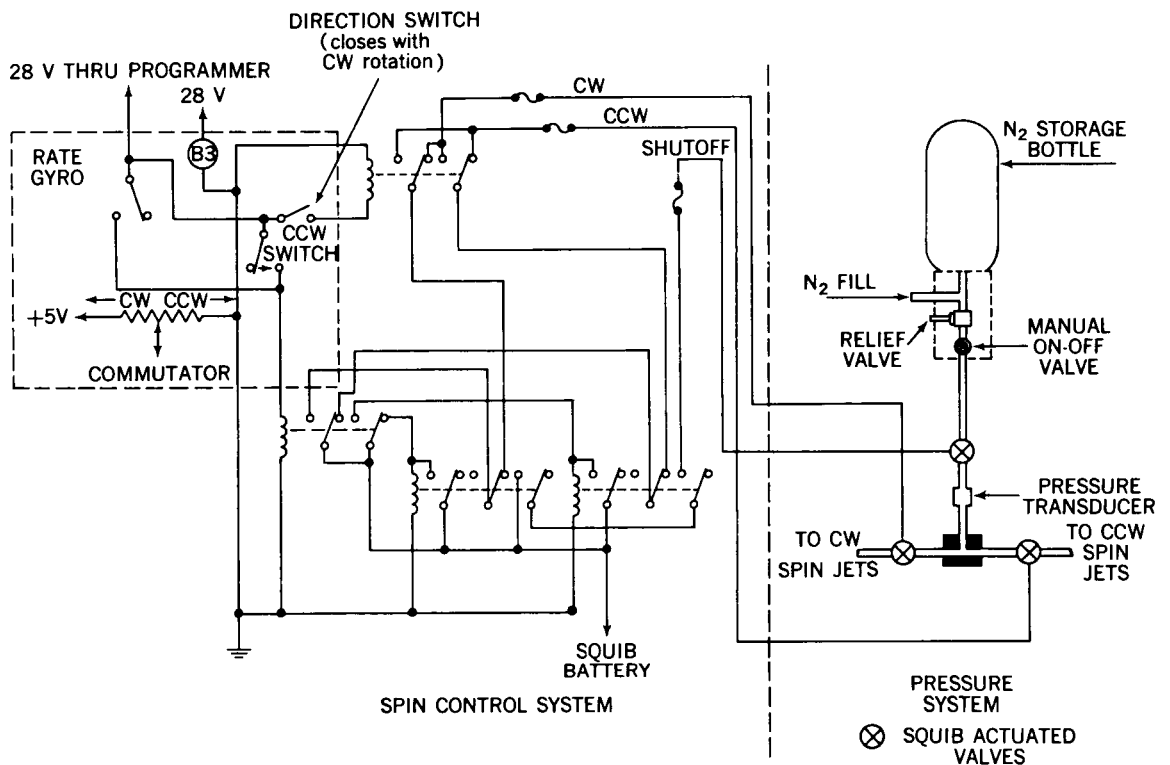 DIRECTION SWITCH
(closes with
CW rotation)
28 V THRU PROGRAMMER
28 V
B3
RATE
GYRO
CCW
SWITCH
CW CCW
+5V
COMMUTATOR
CW
CCW
SHUTOFF
N2 STORAGE
BOTTLE
N2 FILL
RELIEF
VALVE
MANUAL
ON-OFF
VALVE
PRESSURE
TRANSDUCER
TO CW
SPIN JETS
TO CCW
SPIN
JETS
SQUIB
BATTERY
SPIN CONTROL SYSTEM
PRESSURE
SYSTEM
SQUIB ACTUATED
VALVES